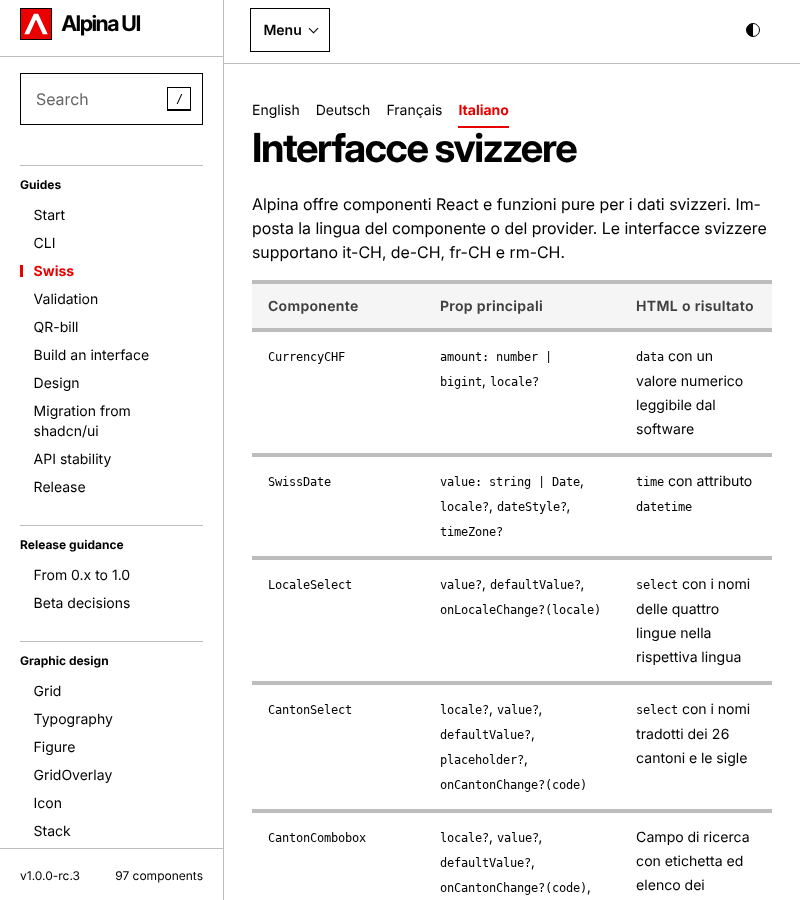 Alpina UI
Search
/
Guides
Start
CLI
Swiss
Validation
QR-bill
Build an interface
Design
Migration from
shadcn/ui
API stability
Release
Release guidance
From 0.x to 1.0
Beta decisions
Graphic design
Grid
Typography
Figure
GridOverlay
Icon
Stack
v1.0.0-rc.3 97 components
Menu
English Deutsch Français Italiano
Interfacce svizzere
Alpina offre componenti React e funzioni pure per i dati svizzeri. Im-
posta la lingua del componente o del provider. Le interfacce svizzere
supportano it-CH, de-CH, fr-CH e rm-CH.
Componente Prop principali HTML o risultato
CurrencyCHF
amount: number |
bigint, locale?
data con un
valore numerico
leggibile dal
software
SwissDate
value: string | Date,
locale?, dateStyle?,
timeZone?
time con attributo
datetime
LocaleSelect
value?, defaultValue?,
onLocaleChange?(locale)
select con i nomi
delle quattro
lingue nella
rispettiva lingua
CantonSelect
locale?, value?,
defaultValue?,
placeholder?,
onCantonChange?(code)
select con i nomi
tradotti dei 26
cantoni e le sigle
CantonCombobox
locale?, value?,
defaultValue?,
onCantonChange?(code),
Campo di ricerca
con etichetta ed
elenco dei